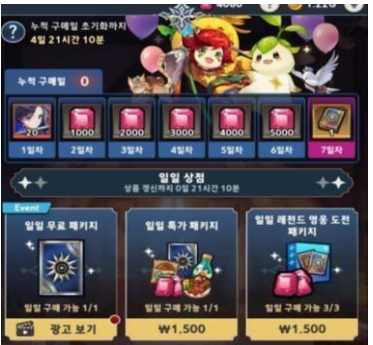 누적 구매일 초기화까지
4일 21시간 10분
누적 구매일 0
20
1000
2000
3000
4000
5000
1
1일차
2일차
3일차
4일차
5일차
6일차
7일차
일일 상점
상품 갱신까지 0일 21시간 10분
Event
일일 무료 패키지
일일 구매 가능 1/1
광고 보기
일일 특가 패키지
일일 구매 가능 1/1
₩1.500
일일 레전드 영웅 도전
패키지
일일 구매 가능 3/3
₩1.500